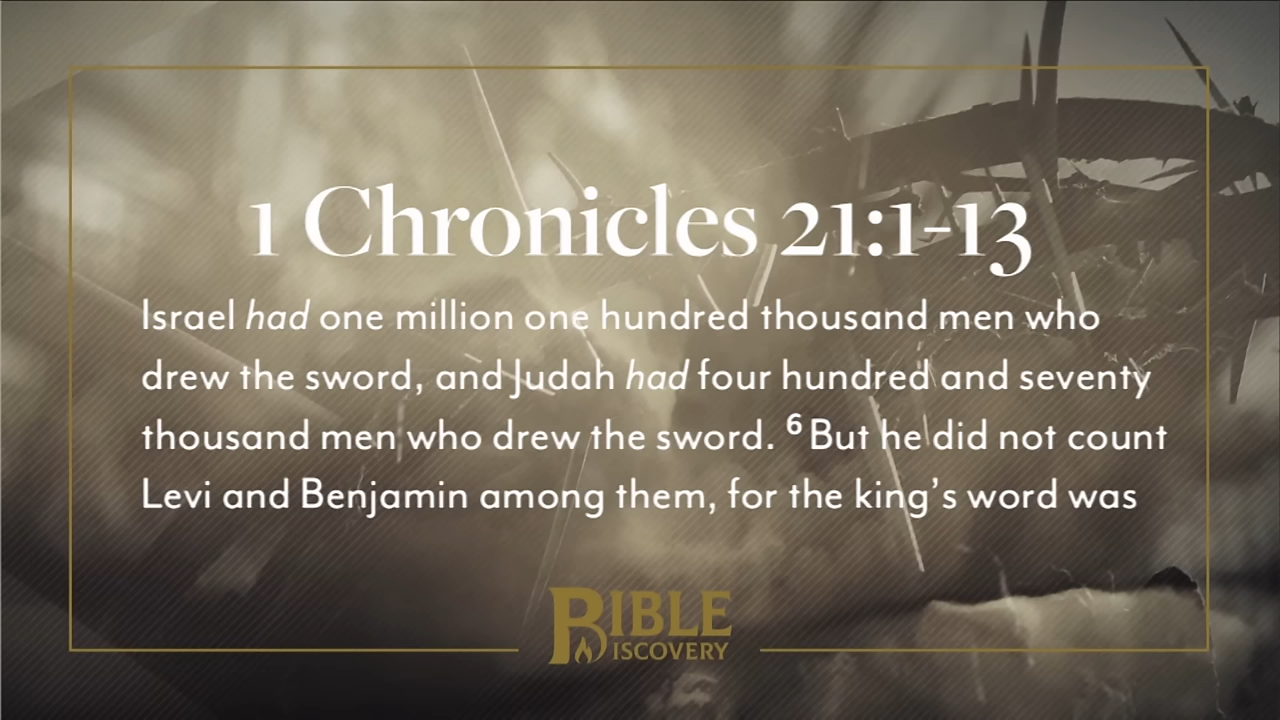 1 Chronicles 21:1-13
Israel had one million one hundred thousand men who
drew the sword, and Judah had four hundred and seventy
thousand men who drew the sword. ⁶ But he did not count
Levi and Benjamin among them, for the king’s word was
BIBLE
DISCOVERY